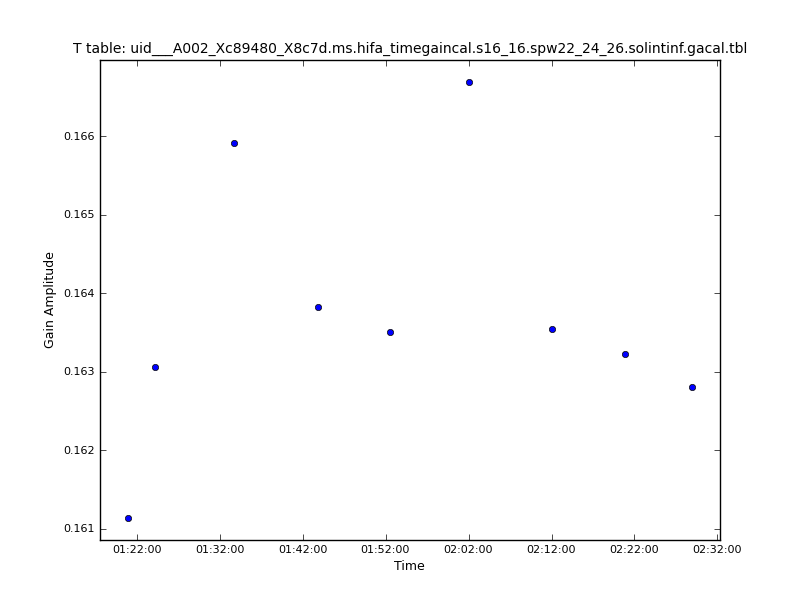 T table: uid___A002_Xc89480_X8c7d.ms.hifa_timegaincal.s16_16.spw22_24_26.solintinf.gacal.tbl
0.166
0.165
0.164
0.163
0.162
0.161
Gain Amplitude
01:22:00 01:32:00 01:42:00 01:52:00 02:02:00 02:12:00 02:22:00 02:32:00
Time